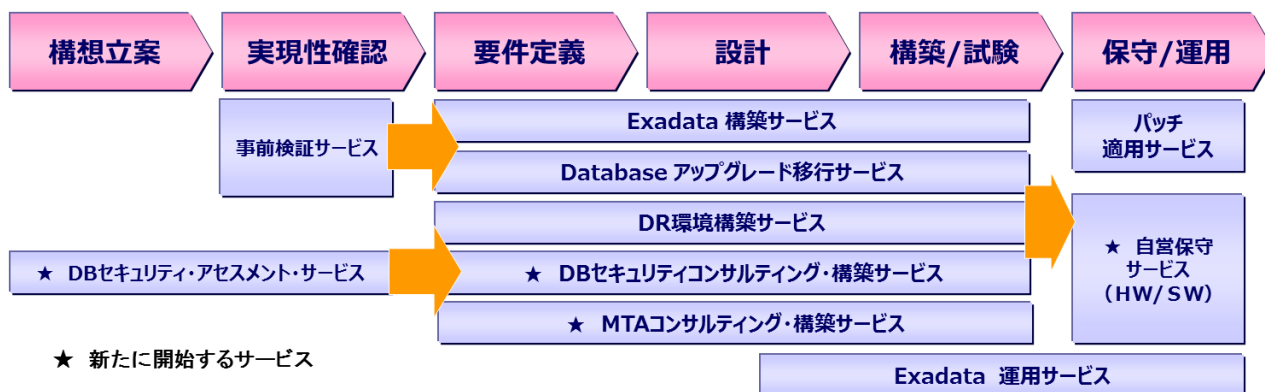 構想立案
実現性確認
要件定義
設計
構築/試験
保守/運用
事前検証サービス
Exadata 構築サービス
パッチ
適用サービス
Database アップグレード移行サービス
DR環境構築サービス
★ 自営保守
サービス
(HW/SW)
★ DBセキュリティ・アセスメント・サービス
★ DBセキュリティコンサルティング・構築サービス
★ MTAコンサルティング・構築サービス
★ 新たに開始するサービス
Exadata 運用サービス